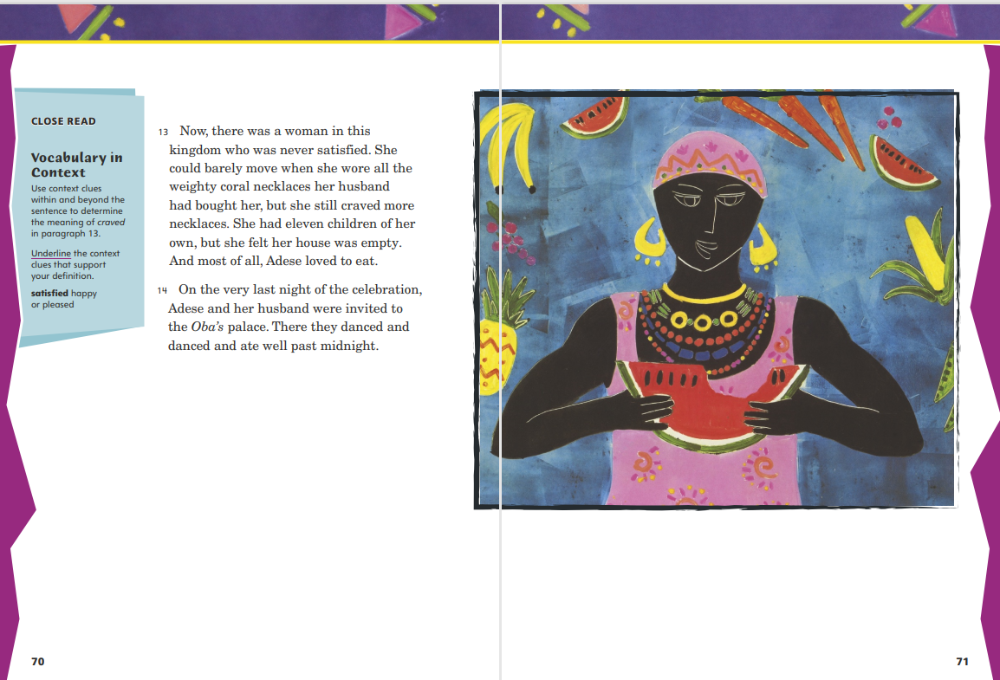 CLOSE READ
Vocabulary in
Context
Use context clues
within and beyond the
sentence to determine
the meaning of craved
in paragraph 13.
Underline the context
clues that support
your definition.
satisfied happy
or pleased
13 Now, there was a woman in this
kingdom who was never satisfied. She
could barely move when she wore all the
weighty coral necklaces her husband
had bought her, but she still craved more
necklaces. She had eleven children of her
own, but she felt her house was empty.
And most of all, Adese loved to eat.
14 On the very last night of the celebration,
Adese and her husband were invited to
the Oba's palace. There they danced and
danced and ate well past midnight.
70
71